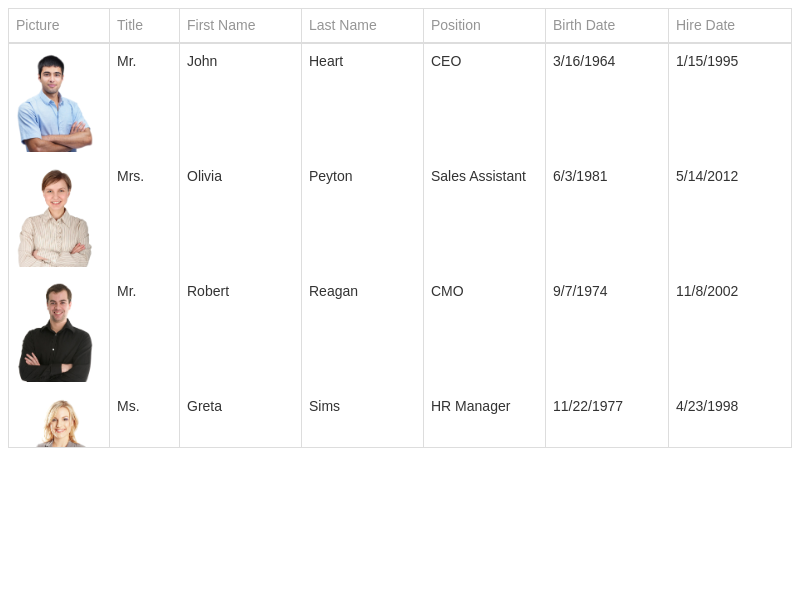 Picture Title First Name Last Name Position Birth Date Hire Date
Mr. John Heart CEO 3/16/1964 1/15/1995
Mrs. Olivia Peyton Sales Assistant 6/3/1981 5/14/2012
Mr. Robert Reagan CMO 9/7/1974 11/8/2002
Ms. Greta Sims HR Manager 11/22/1977 4/23/1998